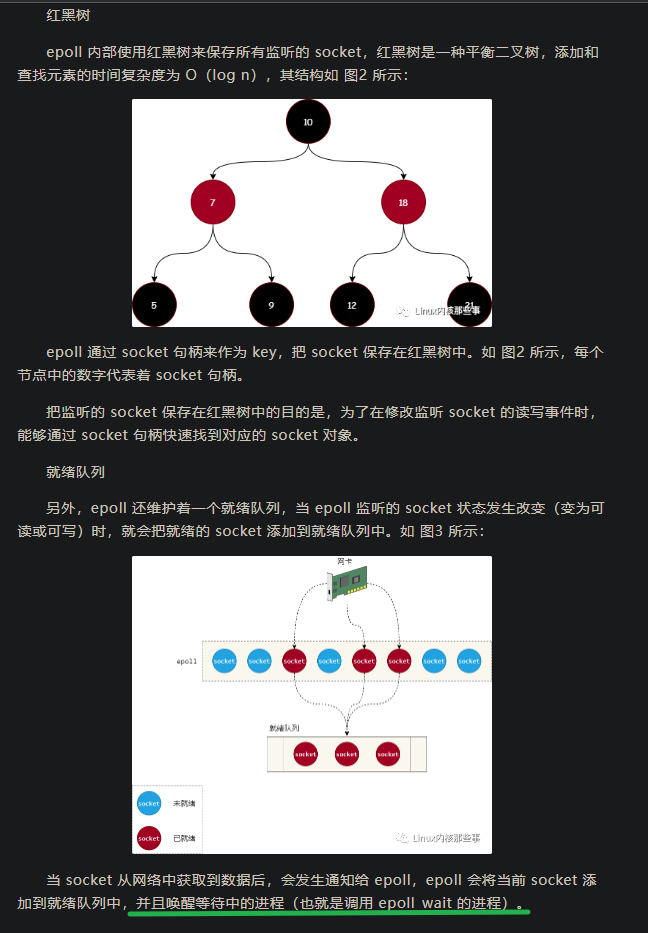 红黑树
epoll 内部使用红黑树来保存所有监听的 socket，红黑树是一种平衡二叉树，添加和
查找元素的时间复杂度为 O（log n），其结构如 图2 所示：
10
7
18
5
9
12
21
Linux内核那些事
epoll 通过 socket 句柄来作为 key，把 socket 保存在红黑树中。如 图2 所示，每个
节点中的数字代表着 socket 句柄。
把监听的 socket 保存在红黑树中的目的是，为了在修改监听 socket 的读写事件时，
能够通过 socket 句柄快速找到对应的 socket 对象。
就绪队列
另外，epoll 还维护着一个就绪队列，当 epoll 监听的 socket 状态发生改变（变为可
读或可写）时，就会把就绪的 socket 添加到就绪队列中。如 图3 所示：
网卡
epoll
socket
socket
socket
socket
socket
socket
socket
socket
就绪队列
socket
socket
socket
socket
未就绪
socket
已就绪
Linux内核那些事
当 socket 从网络中获取到数据后，会发生通知给 epoll，epoll 会将当前 socket 添
加到就绪队列中，并且唤醒等待中的进程（也就是调用 epoll_wait 的进程）。